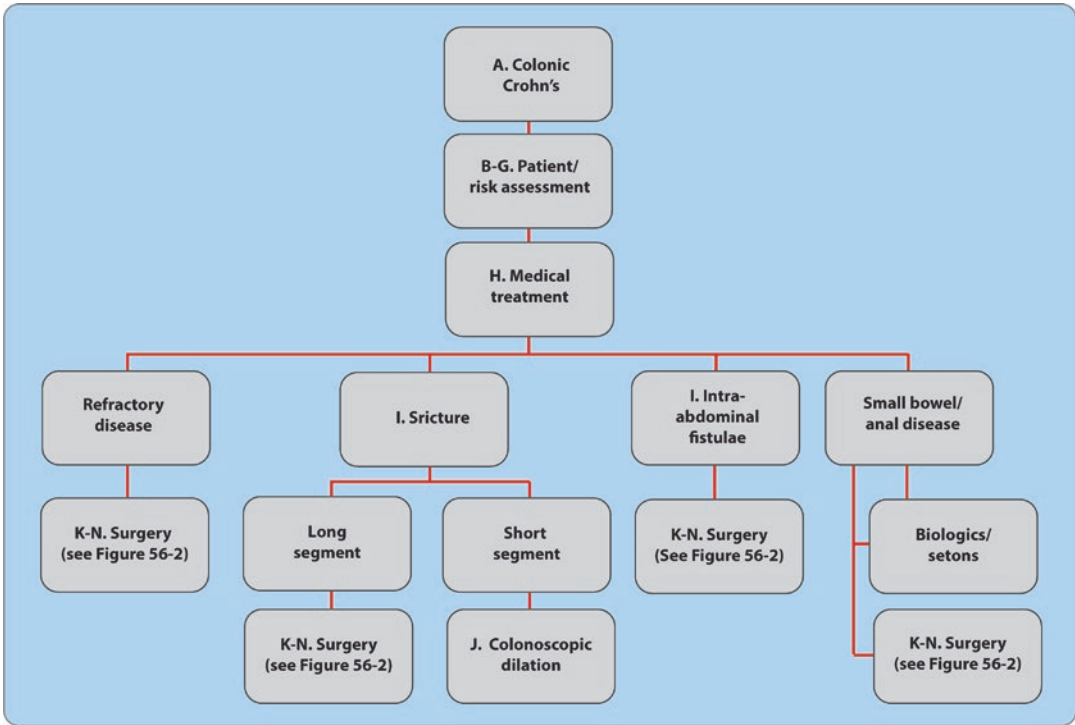 A. Colonic
Crohn's
B-G. Patient/
risk assessment
H. Medical
treatment
Refractory
disease
I. Sricture
I. Intra-
abdominal
fistulae
Small bowel/
anal disease
K-N. Surgery
(see Figure 56-2)
Long
segment
Short
segment
K-N. Surgery
(See Figure 56-2)
Biologics/
setons
K-N. Surgery
(see Figure 56-2)
J. Colonoscopic
dilation
K-N. Surgery
(see Figure 56-2)